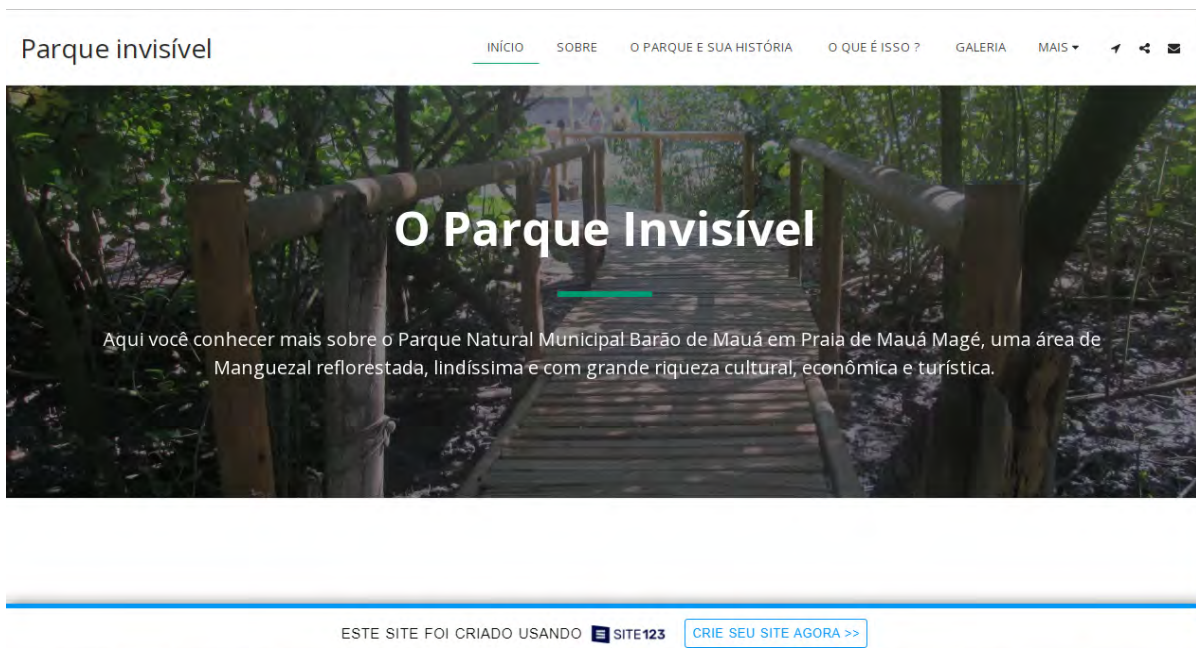 Parque invisível
INÍCIO SOBRE O PARQUE E SUA HISTÓRIA O QUE É ISSO ? GALERIA MAIS
O Parque Invisível
Aqui você conhecer mais sobre o Parque Natural Municipal Barão de Mauá em Praia de Mauá Magé, uma área de
Manguezal reflorestada, lindíssima e com grande riqueza cultural, econômica e turística.
ESTE SITE FOI CRIADO USANDO SITE123 CRIE SEU SITE AGORA >>